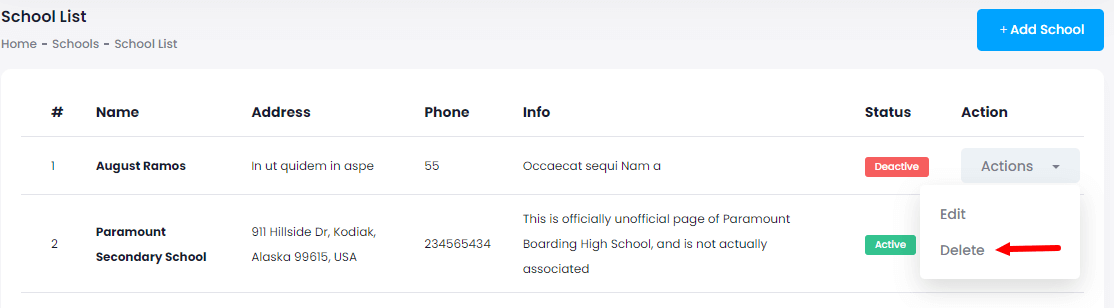 School List
Home - Schools - School List
+ Add School
# Name Address Phone Info Status Action
1 August Ramos In ut quidem in aspe 55 Occaecat sequi Nam a Deactive Actions
Edit
Delete
This is officially unofficial page of Paramount
Paramount 911 Hillside Dr, Kodiak,
2 234565434 Boarding High School, and is not actually Active
Secondary School Alaska 99615, USA
associated